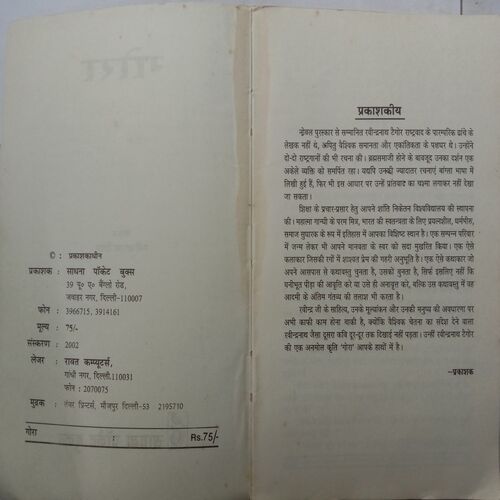 © : प्रकाशकाधीन
प्रकाशक : साधना पॉकेट बुक्स
39 यू० ए० बैंग्लो रोड,
जवाहर नगर, दिल्ली-110007
फोन : 3966715, 3914161
मूल्य : 75/-
संस्करण : 2002
लेजर : रावत कम्प्यूटर्स,
गांधी नगर, दिल्ली.110031
फोन : 2070075
मुद्रक : प्रिन्टर्स, मौजपुर दिल्ली-53 2195710
गोरा : Rs.75/-
प्रकाशकीय
नोबल पुरस्कार से सम्मानित रवीन्द्रनाथ टैगोर राष्ट्रवाद के पारम्परिक ढांचे के
लेखक नहीं थे, अपितु वैश्विक समानता और एकांतिकता के पक्षधर थे। उन्होंने
दो-दो राष्ट्रगानों की भी रचना की। ब्रह्मसमाजी होने के बावजूद उनका दर्शन एक
अकेले व्यक्ति को समर्पित रहा। यद्यपि उनकी ज्यादातर रचनाएं बांग्ला भाषा में
लिखी हुई हैं, फिर भी इस आधार पर उन्हें प्रांतवाद का चश्मा लगाकर नहीं देखा
जा सकता।
शिक्षा के प्रचार-प्रसार हेतु आपने शांति निकेतन विश्वविद्यालय की स्थापना
की। महात्मा गान्धी के परम मित्र, भारत की स्वतन्त्रता के लिए प्रयत्नशील, धर्मभीरु,
समाज सुधारक के रूप में इतिहास में आपका विशिष्ट स्थान है। एक सम्पन्न परिवार
में जन्म लेकर भी आपने मानवता के स्वर को सदा मुखरित किया। एक ऐसे
कलाकार जिसकी रगों में शाश्वत प्रेम की गहरी अनुभूति है। एक ऐसे कथाकार जो
अपने आसपास से कथावस्तु चुनता है, उसको बुनता है, सिर्फ इसलिए नहीं कि
घनीभूत पीड़ा की आवृति करे या उसे ही अनावृत करे, बल्कि उस कथावस्तु में वह
आदमी के अंतिम गंतव्य की तलाश भी करता है।
रवीन्द्र जी के साहित्य, उनके मूल्यांकन और उनकी मनुष्य की अवधारणा पर
अभी काफी काम होना बाकी है, क्योंकि वैश्विक चेतना का संदेश देने वाला
रवीन्द्रनाथ जैसा दूसरा कवि दूर-दूर तक दिखाई नहीं पड़ता। उन्हीं रवीन्द्रनाथ टैगोर
की एक अनमोल कृति 'गोरा' आपके हाथों में है।
–प्रकाशक